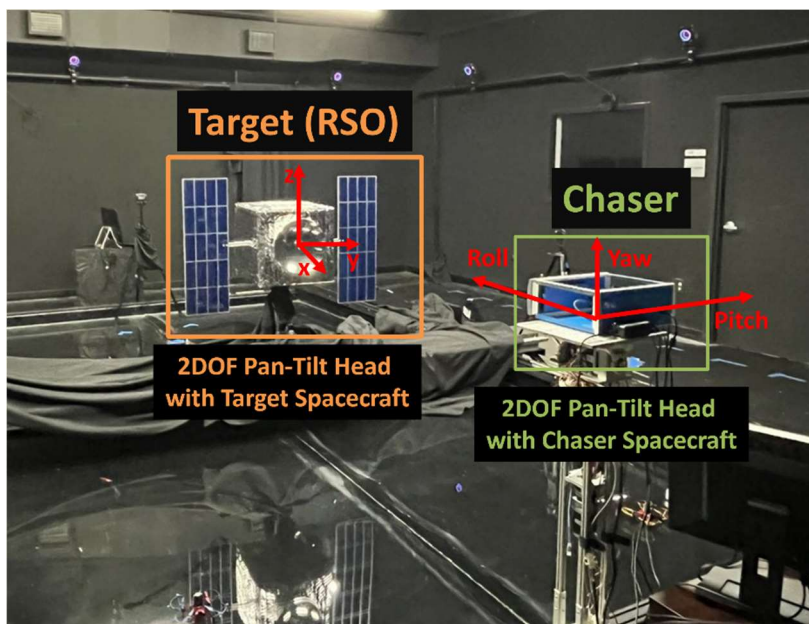 Target (RSO)
z
y
x
2DOF Pan-Tilt Head
with Target Spacecraft
Chaser
Roll
Yaw
Pitch
2DOF Pan-Tilt Head
with Chaser Spacecraft